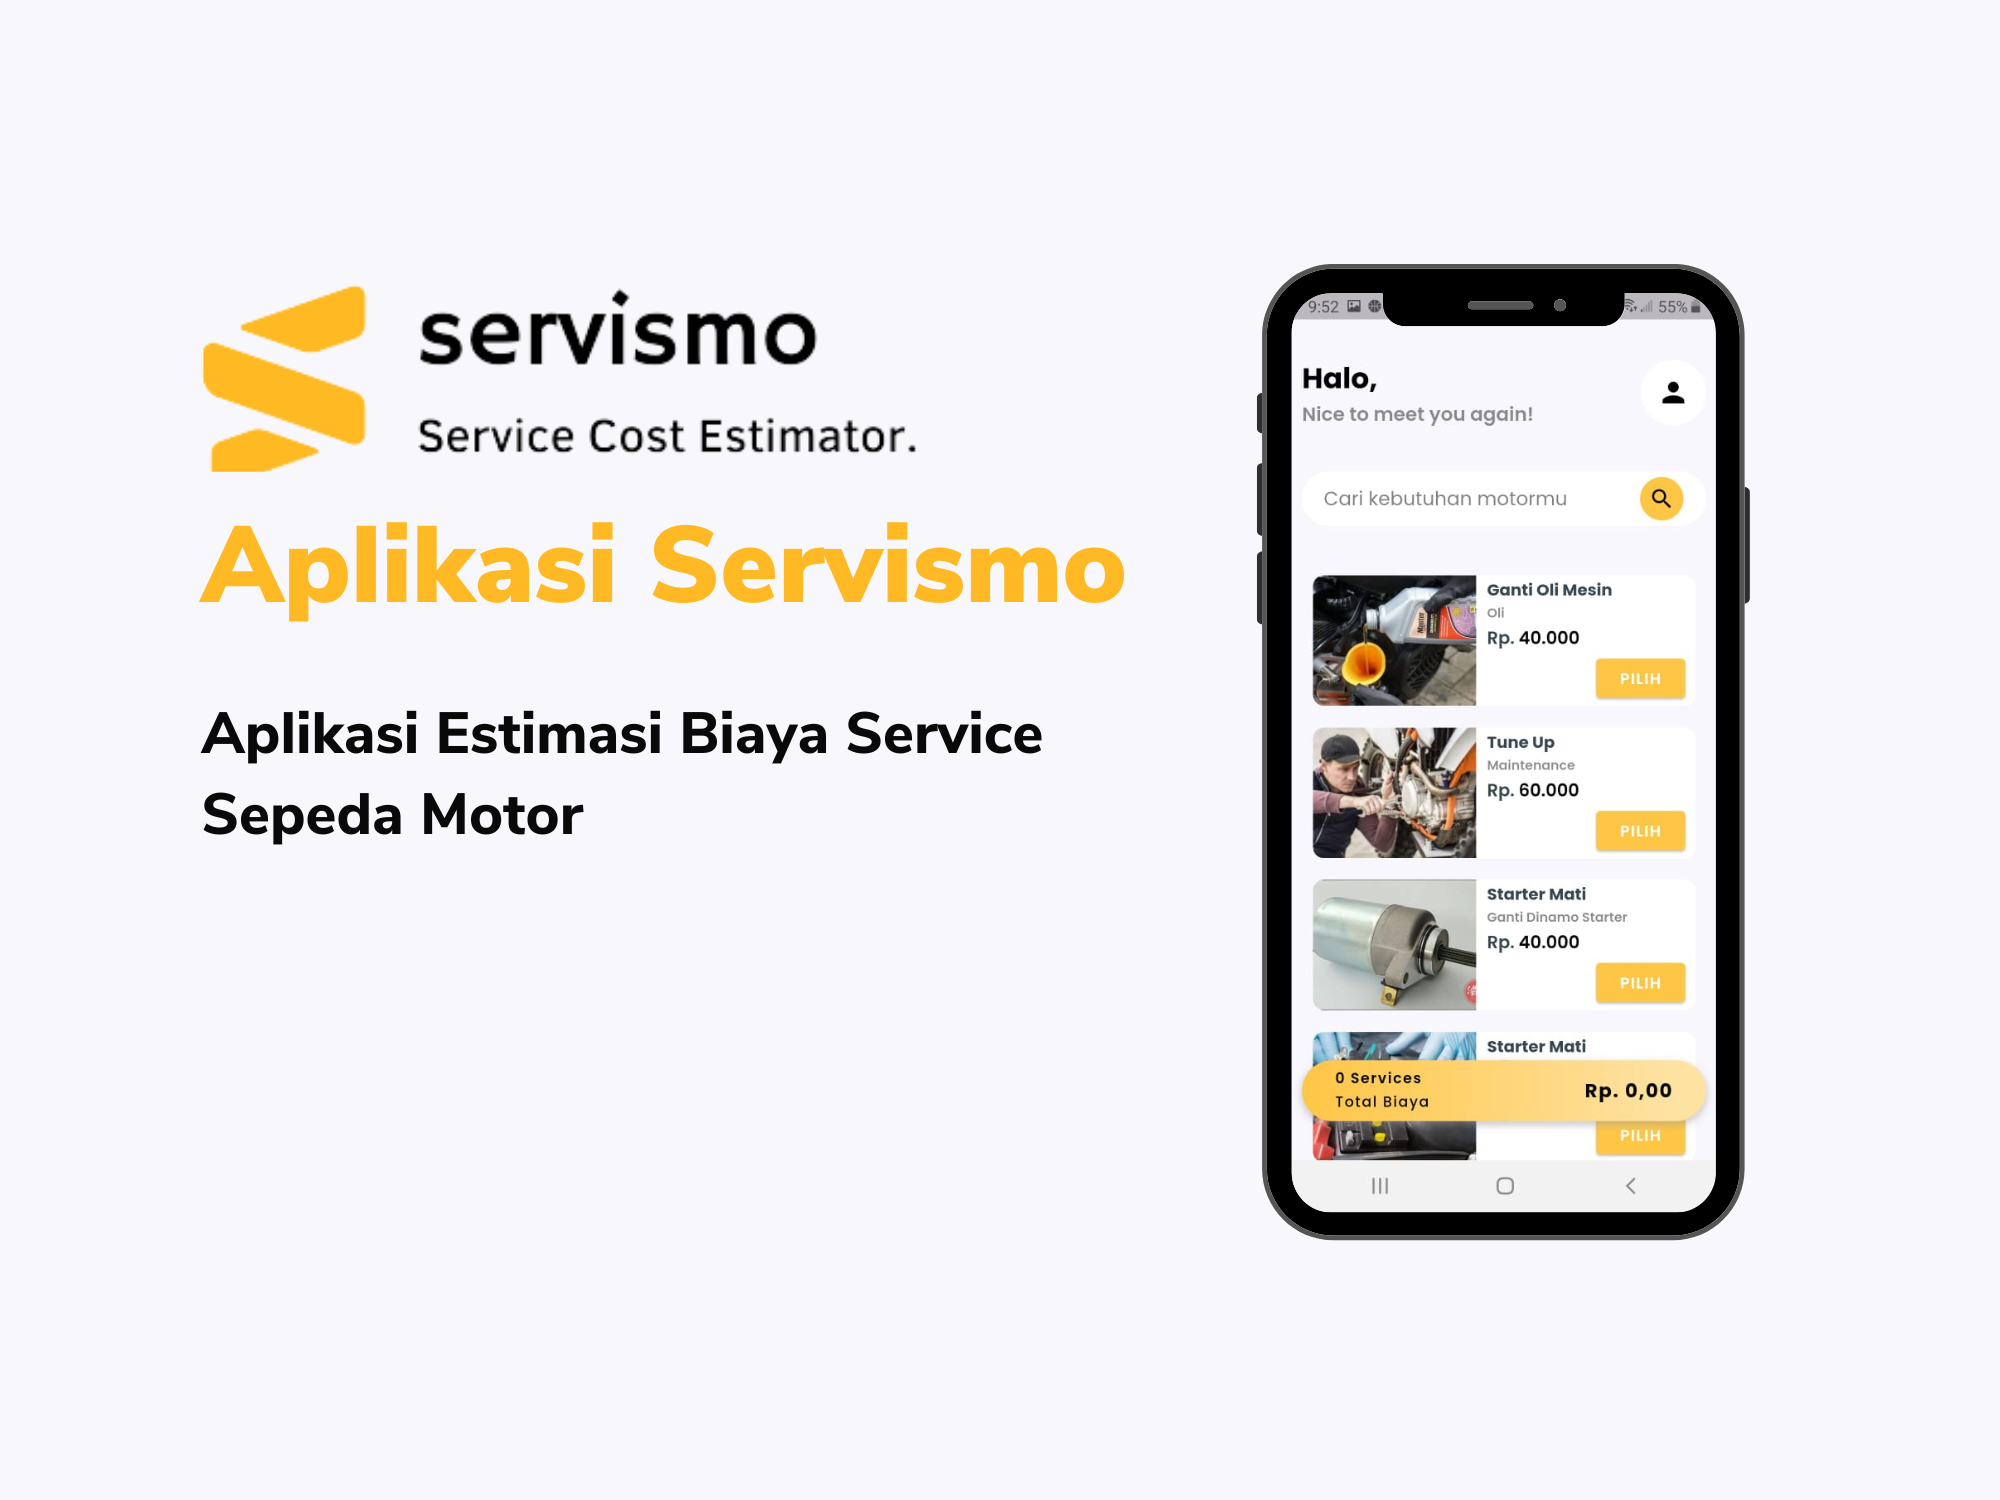 servismo
Service Cost Estimator.
Aplikasi Servismo
Aplikasi Estimasi Biaya Service
Sepeda Motor
9:52
55%
Halo,
Nice to meet you again!
Cari kebutuhan motormu
Ganti Oli Mesin
Oli
Rp. 40.000
PILIH
Tune Up
Maintenance
Rp. 60.000
PILIH
Starter Mati
Ganti Dinamo Starter
Rp. 40.000
PILIH
Starter Mati
0 Services
Total Biaya
Rp. 0,00
PILIH